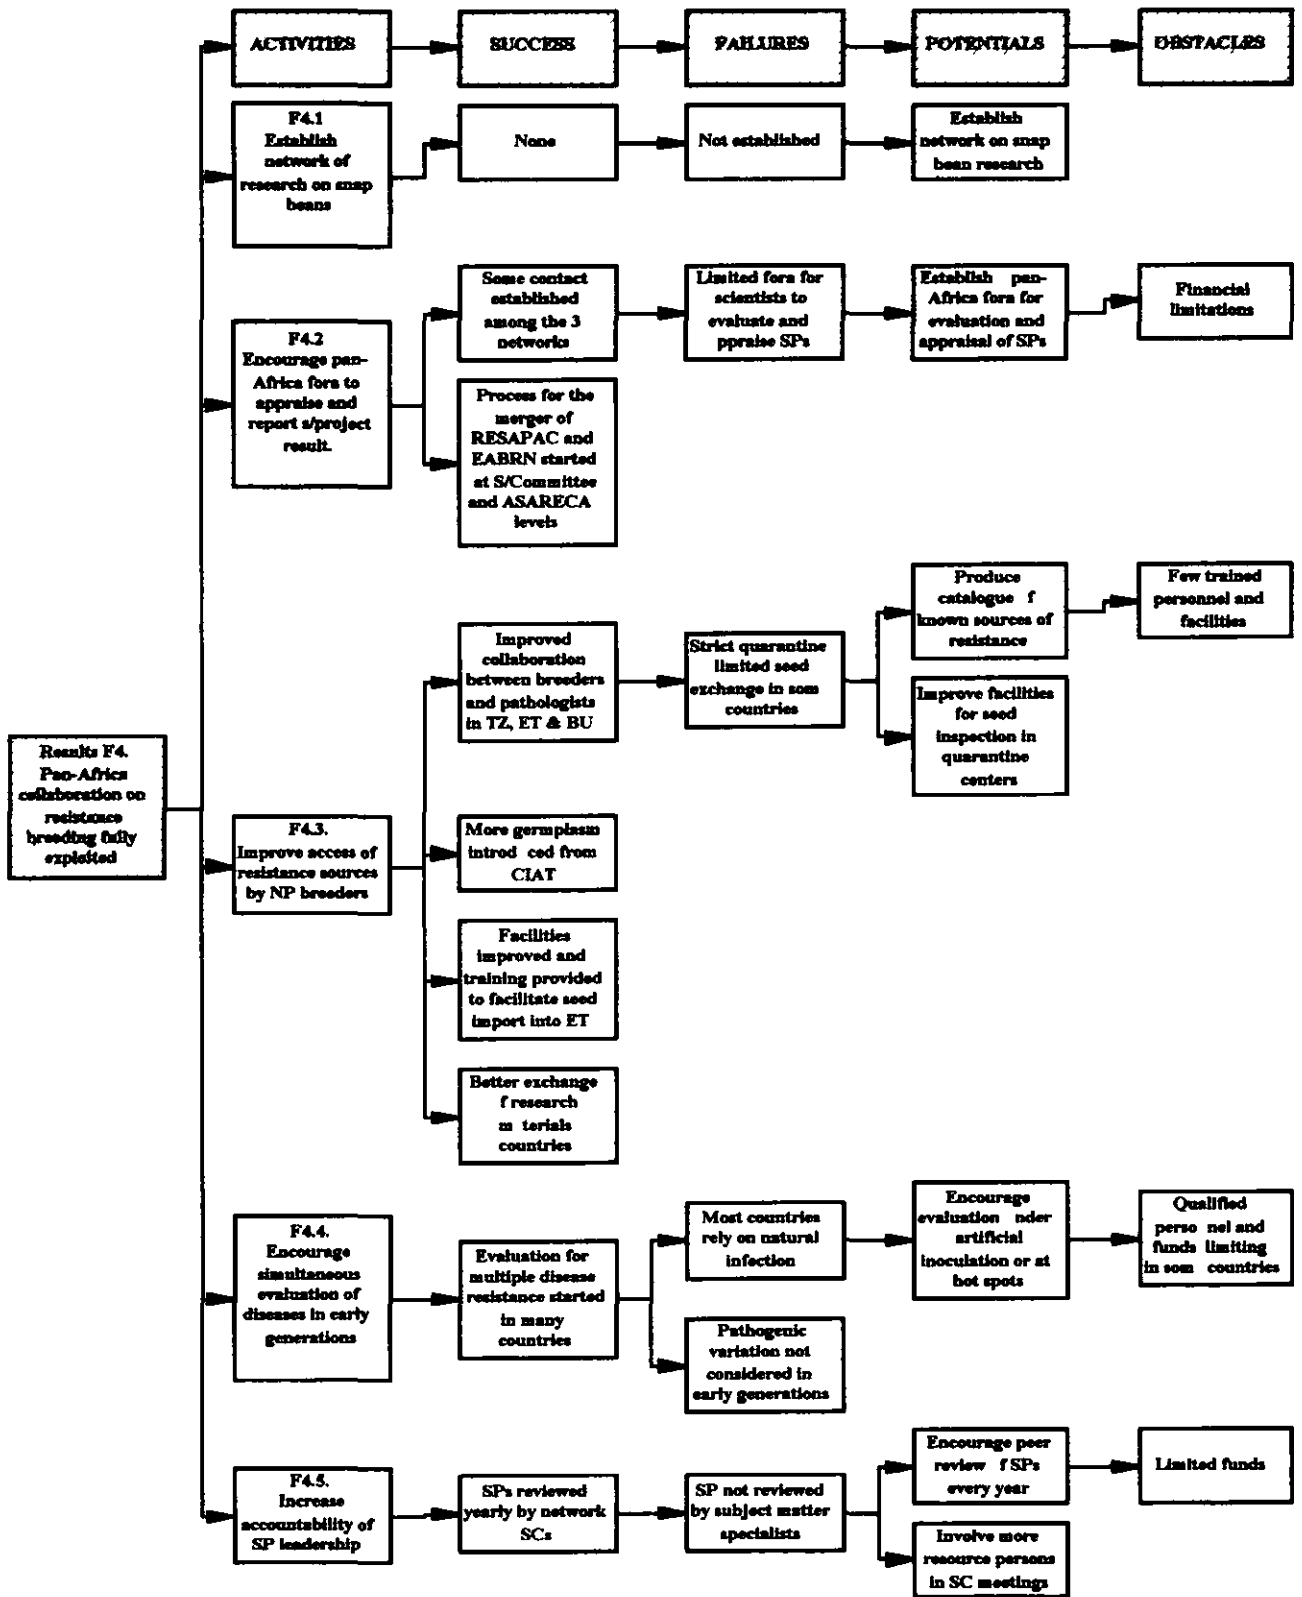 ACTIVITIES
SUCCESS
FAILURES
POTENTIALS
OBSTACLES
F4.1
Establish
network of
research on snap
beans
None
Not established
Establish
network on snap
bean research
F4.2
Encourage pan-
Africa fora to
appraise and
report s/project
result.
Some contact
established
among the 3
networks
Limited fora for
scientists to
evaluate and
ppraise SPs
Establish pan-
Africa fora for
evaluation and
appraisal of SPs
Financial
limitations
Process for the
merger of
RESAPAC and
EABRN started
at S/Committee
and ASARECA
levels
Results F4.
Pan-Africa
collaboration on
resistance
breeding fully
exploited
F4.3.
Improve access of
resistance sources
by NP breeders
Improved
collaboration
between breeders
and pathologists
in TZ, ET & BU
Strict quarantine
limited seed
exchange in som
countries
Produce
catalogue f
known sources of
resistance
Few trained
personnel and
facilities
Improve facilities
for seed
inspection in
quarantine
centers
More germplasm
introd ced from
CIAT
Facilities
improved and
training provided
to facilitate seed
import into ET
Better exchange
f research
m terials
countries
F4.4.
Encourage
simultaneous
evaluation of
diseases in early
generations
Evaluation for
multiple disease
resistance started
in many
countries
Most countries
rely on natural
infection
Encourage
evaluation nder
artificial
inoculation or at
hot spots
Qualified
perso nel and
funds limiting
in som countries
Pathogenic
variation not
considered in
early generations
F4.5.
Increase
accountability of
SP leadership
SPs reviewed
yearly by network
SCs
SP not reviewed
by subject matter
specialists
Encourage peer
review f SPs
every year
Limited funds
Involve more
resource persons
in SC meetings